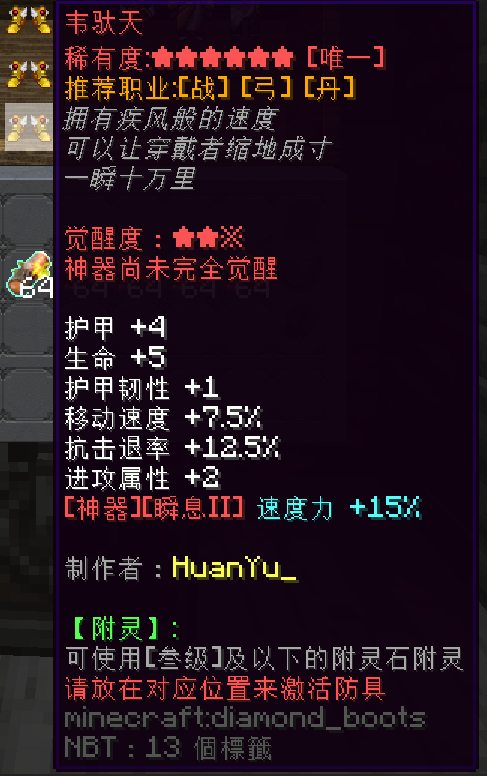 韦驮天
稀有度:★★★★★★ [唯一]
推荐职业:[战] [弓] [丹]
拥有疾风般的速度
可以让穿戴者缩地成寸
一瞬十万里
觉醒度：★★※
神器尚未完全觉醒
护甲 +4
生命 +5
护甲韧性 +1
移动速度 +7.5%
抗击退率 +12.5%
进攻属性 +2
[神器][瞬息II] 速度力 +15%
制作者：HuanYu_
【附灵】:
可使用[叁级]及以下的附灵石附灵
请放在对应位置来激活防具
minecraft:diamond_boots
NBT：13 個標籤
64